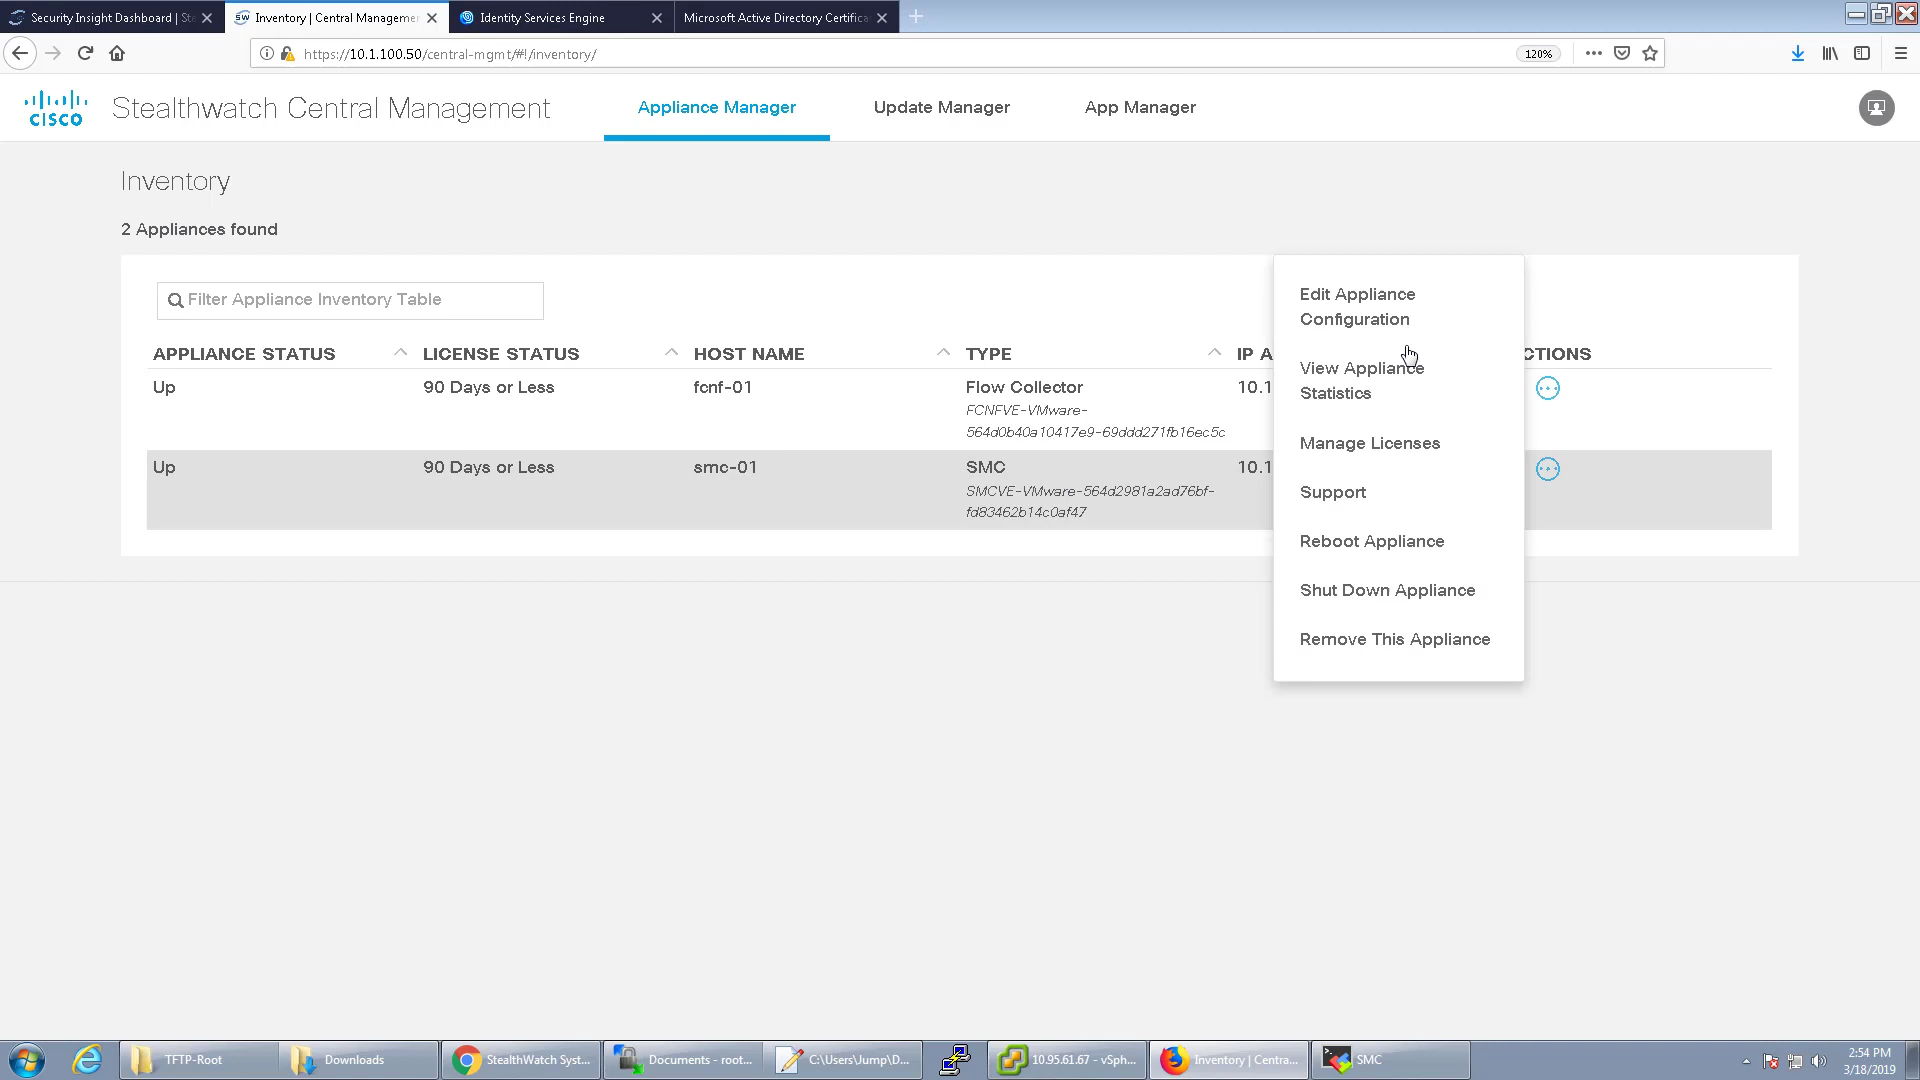 Security Insight Dashboard | St
Inventory | Central Managemen
Identity Services Engine
Microsoft Active Directory Certifica
https://10.1.100.50/central-mgmt/#!/inventory/
120%
CISCO
Stealthwatch Central Management
Appliance Manager
Update Manager
App Manager
Inventory
2 Appliances found
Filter Appliance Inventory Table
APPLIANCE STATUS
LICENSE STATUS
HOST NAME
TYPE
IP A
CTIONS
Up
90 Days or Less
fcnf-01
Flow Collector
FCNFVE-VMware-
564d0b40a10417e9-69ddd271fb16ec5c
10.1
Up
90 Days or Less
smc-01
SMC
SMCVE-VMware-564d2981a2ad76bf-
fd83462b14c0af47
10.1
Edit Appliance
Configuration
View Appliance
Statistics
Manage Licenses
Support
Reboot Appliance
Shut Down Appliance
Remove This Appliance
TFTP-Root
Downloads
StealthWatch Syst...
Documents - root...
C:\Users\Jump\D...
10.95.61.67 - vSph...
Inventory | Centra...
SMC
2:54 PM
3/18/2019